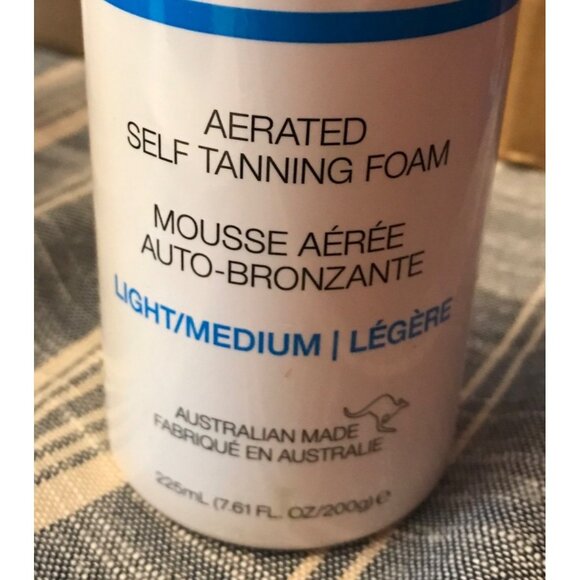 AERATED
SELF TANNING FOAM
MOUSSE AÉRÉE
AUTO-BRONZANTE
LIGHT/MEDIUM | LÉGÈRE
AUSTRALIAN MADE
FABRIQUÉ EN AUSTRALIE
225mL (7.61 FL. OZ/200g) e